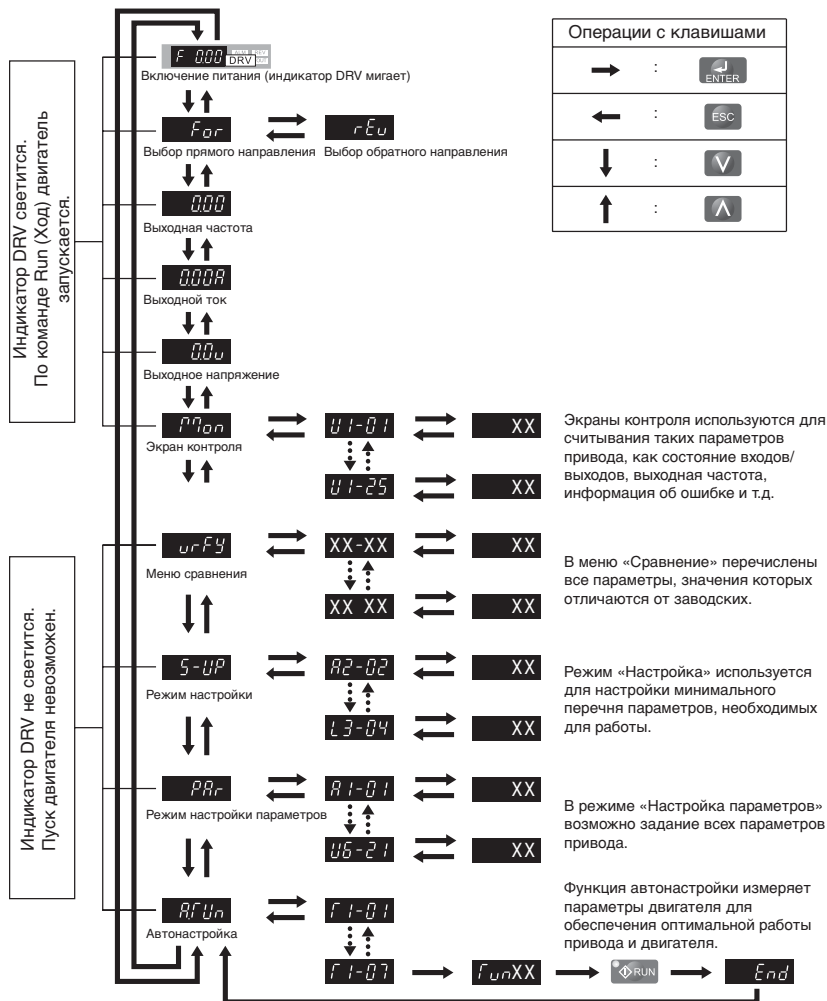 Операции с клавишами
: ENTER
: ESC
: V
: Λ
Индикатор DRV светится.
По команде Run (Ход) двигатель
запускается.
F 0.00
DRV
Включение питания (индикатор DRV мигает)
For
rEv
Выбор прямого направления
Выбор обратного направления
0.00
Выходная частота
0.00A
Выходной ток
0.0v
Выходное напряжение
Mon
U1-01
XX
Экран контроля
U1-25
XX
Экраны контроля используются для
считывания таких параметров
привода, как состояние входов/
выходов, выходная частота,
информация об ошибке и т.д.
Индикатор DRV не светится.
Пуск двигателя невозможен.
vrFY
XX-XX
XX
Меню сравнения
XX XX
XX
В меню «Сравнение» перечислены
все параметры, значения которых
отличаются от заводских.
S-UP
A2-02
XX
Режим настройки
L3-04
XX
Режим «Настройка» используется
для настройки минимального
перечня параметров, необходимых
для работы.
PAr
A1-01
XX
Режим настройки параметров
U6-21
XX
В режиме «Настройка параметров»
возможно задание всех параметров
привода.
A.TUn
T1-01
Автонастройка
T1-07
TunXX
RUN
End
Функция автонастройки измеряет
параметры двигателя для
обеспечения оптимальной работы
привода и двигателя.